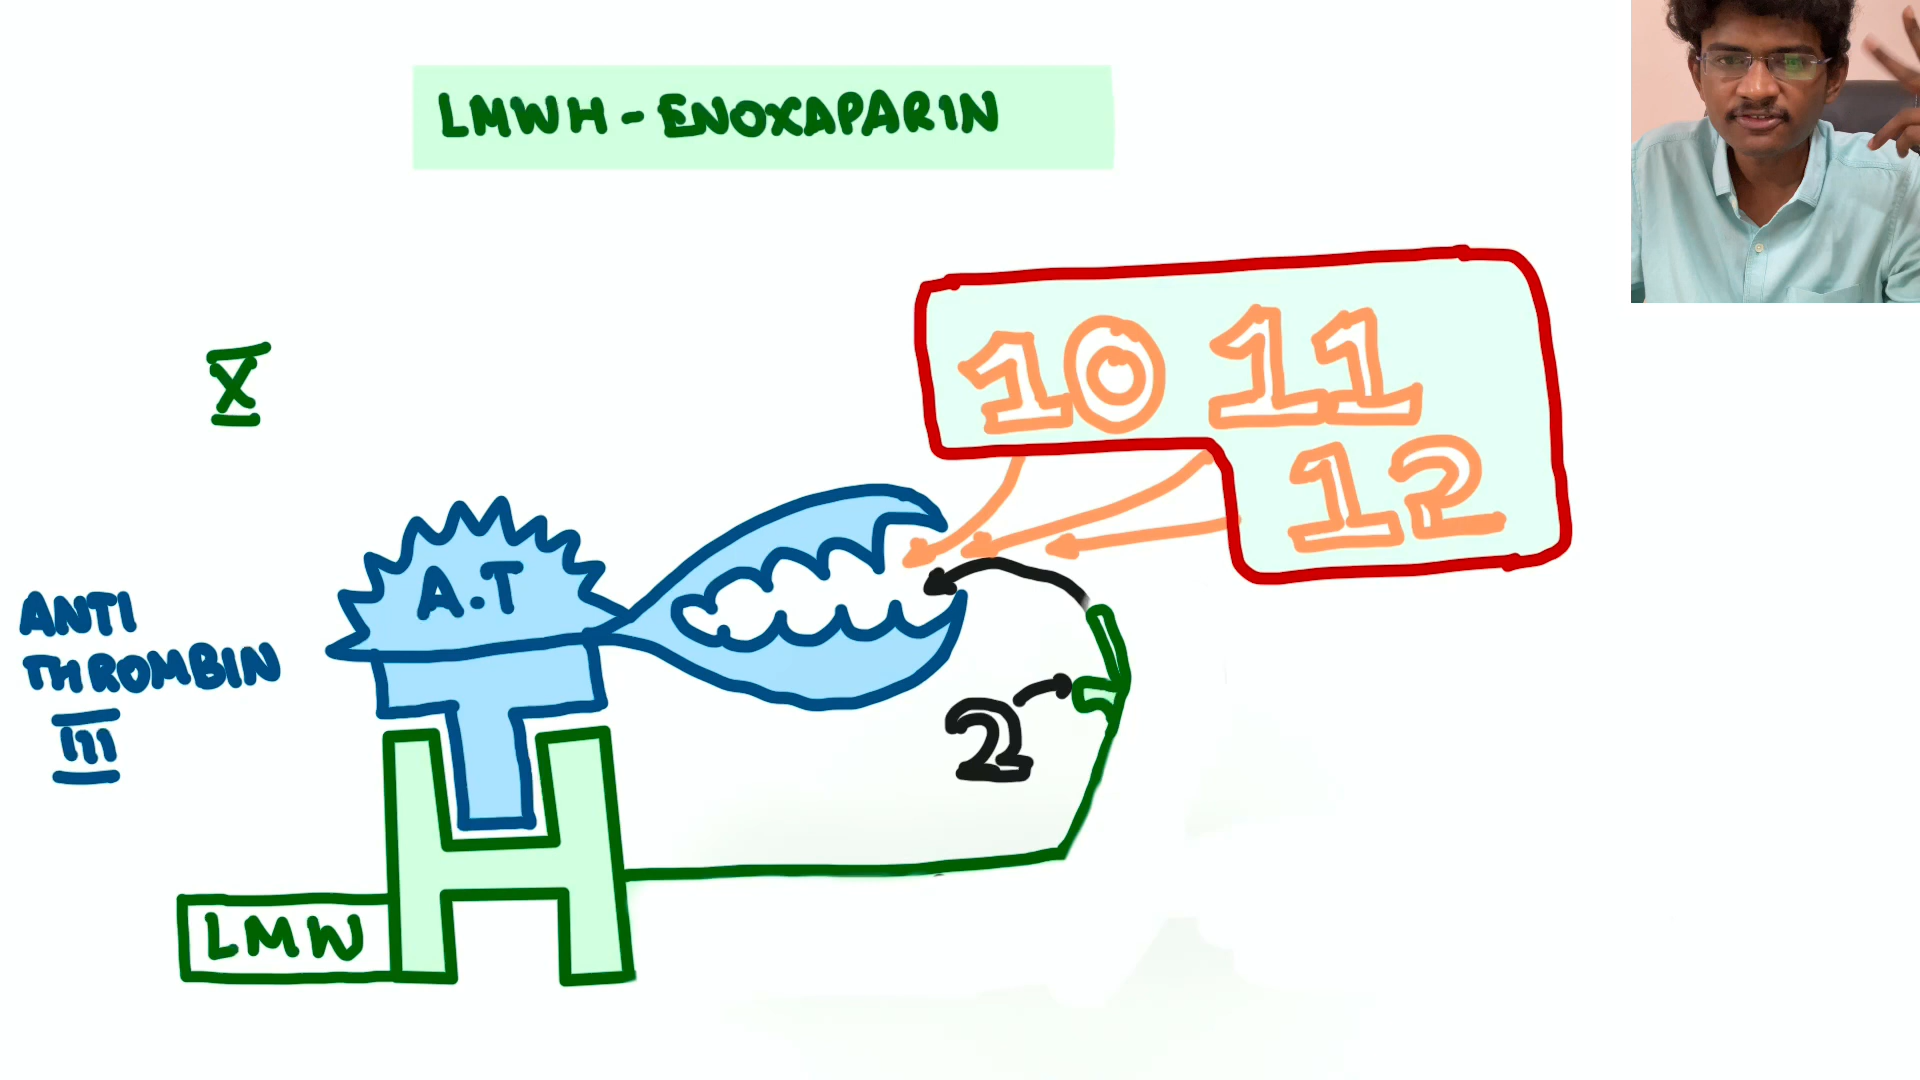 LMWH - ENOXAPARIN
X
10 11
12
A.T
ANTI
THROMBIN
III
2
H
LMW